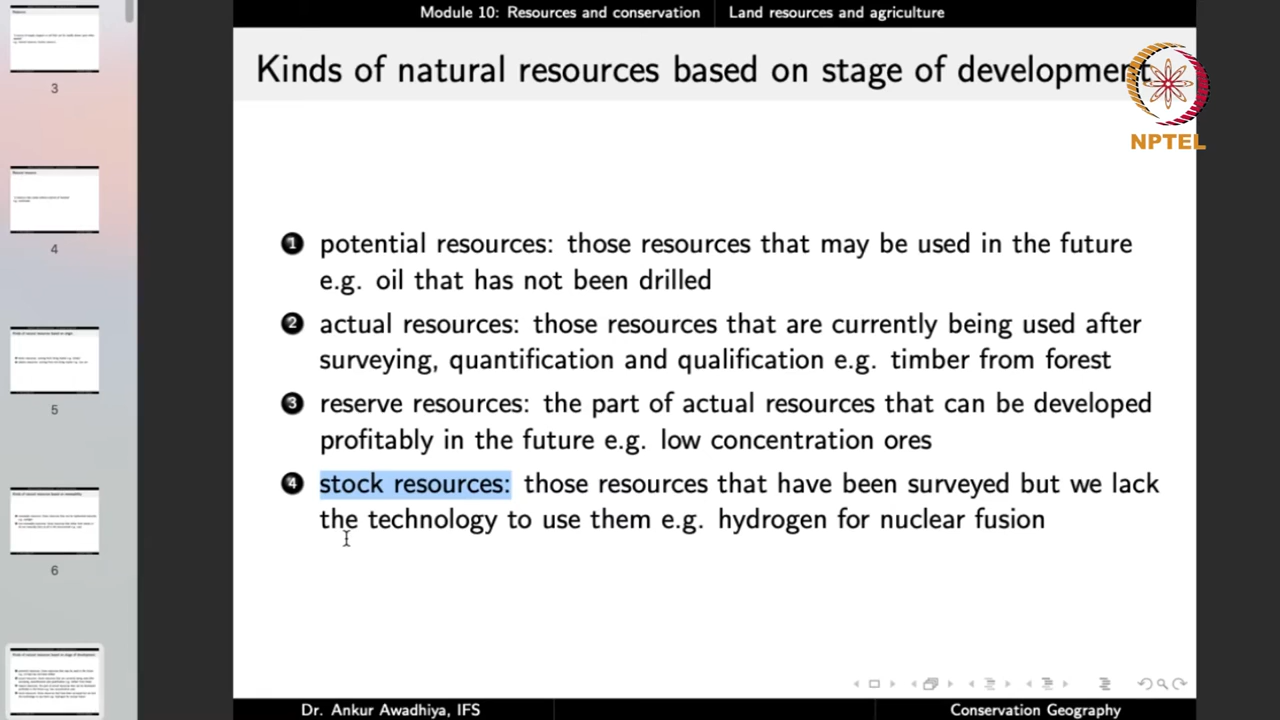 Module 10: Resources and conservation Land resources and agriculture
Kinds of natural resources based on stage of development
NPTEL
1 potential resources: those resources that may be used in the future
e.g. oil that has not been drilled
2 actual resources: those resources that are currently being used after
surveying, quantification and qualification e.g. timber from forest
3 reserve resources: the part of actual resources that can be developed
profitably in the future e.g. low concentration ores
4 stock resources: those resources that have been surveyed but we lack
the technology to use them e.g. hydrogen for nuclear fusion
3
4
5
6
Dr. Ankur Awadhiya, IFS Conservation Geography